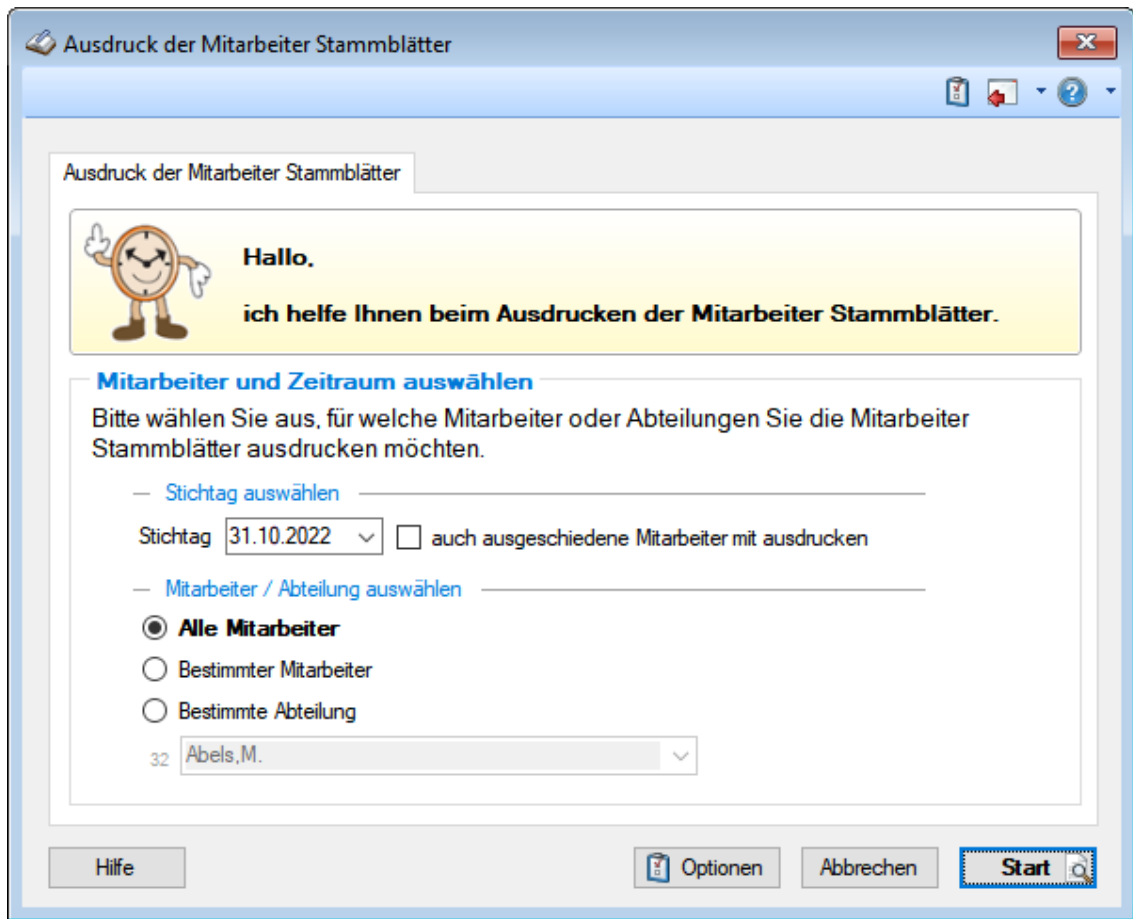 Ausdruck der Mitarbeiter Stammblätter
Ausdruck der Mitarbeiter Stammblätter
Hallo,
ich helfe Ihnen beim Ausdrucken der Mitarbeiter Stammblätter.
Mitarbeiter und Zeitraum auswählen
Bitte wählen Sie aus, für welche Mitarbeiter oder Abteilungen Sie die Mitarbeiter
Stammblätter ausdrucken möchten.
Stichtag auswählen
Stichtag 31.10.2022 auch ausgeschiedene Mitarbeiter mit ausdrucken
Mitarbeiter / Abteilung auswählen
Alle Mitarbeiter
Bestimmter Mitarbeiter
Bestimmte Abteilung
32 Abels,M.
Hilfe Optionen Abbrechen Start